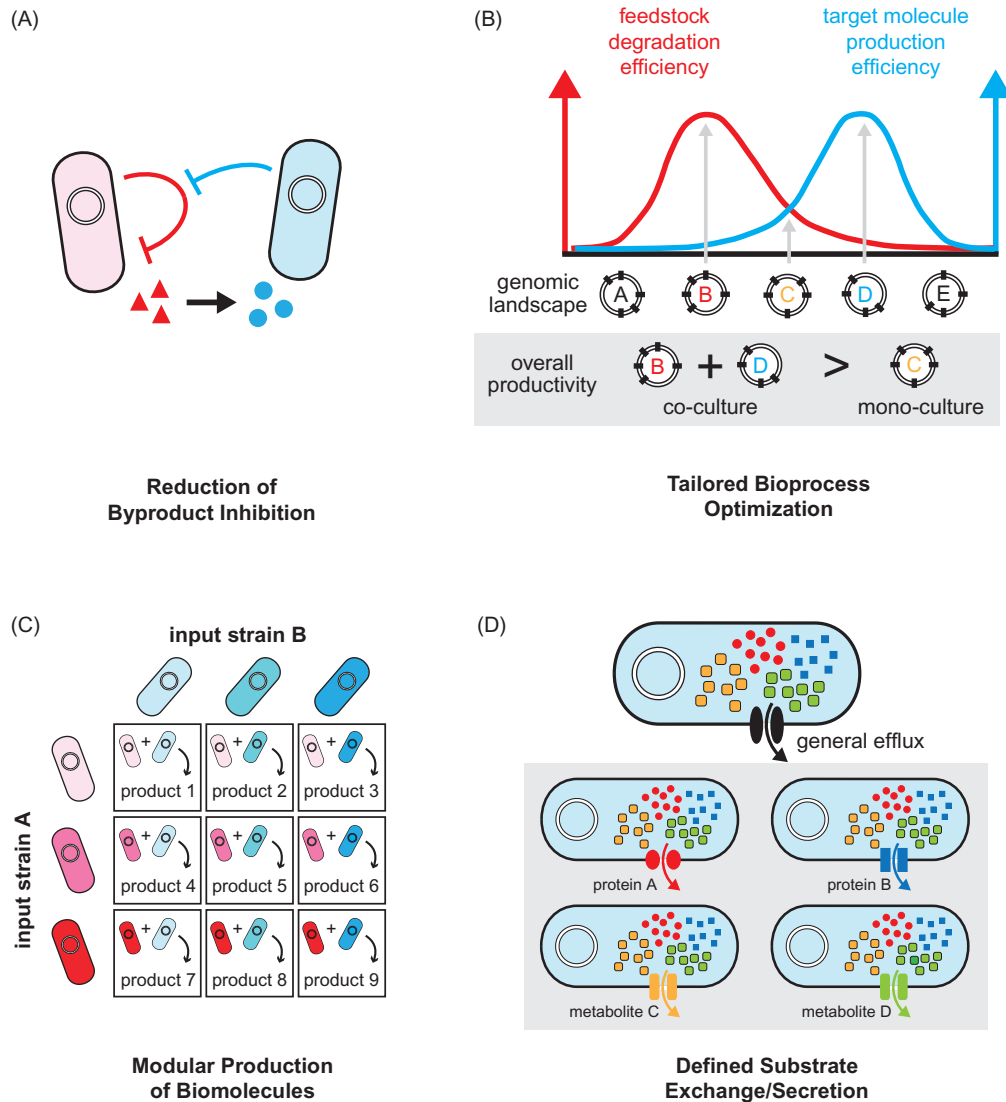 (A)
Reduction of
Byproduct Inhibition
(B)
feedstock
degradation
efficiency
target molecule
production
efficiency
genomic
landscape
A
B
C
D
E
overall
productivity
B + D > C
co-culture
mono-culture
Tailored Bioprocess
Optimization
(C)
input strain B
input strain A
+
+
+
product 1
product 2
product 3
+
+
+
product 4
product 5
product 6
+
+
+
product 7
product 8
product 9
Modular Production
of Biomolecules
(D)
general efflux
protein A
protein B
metabolite C
metabolite D
Defined Substrate
Exchange/Secretion